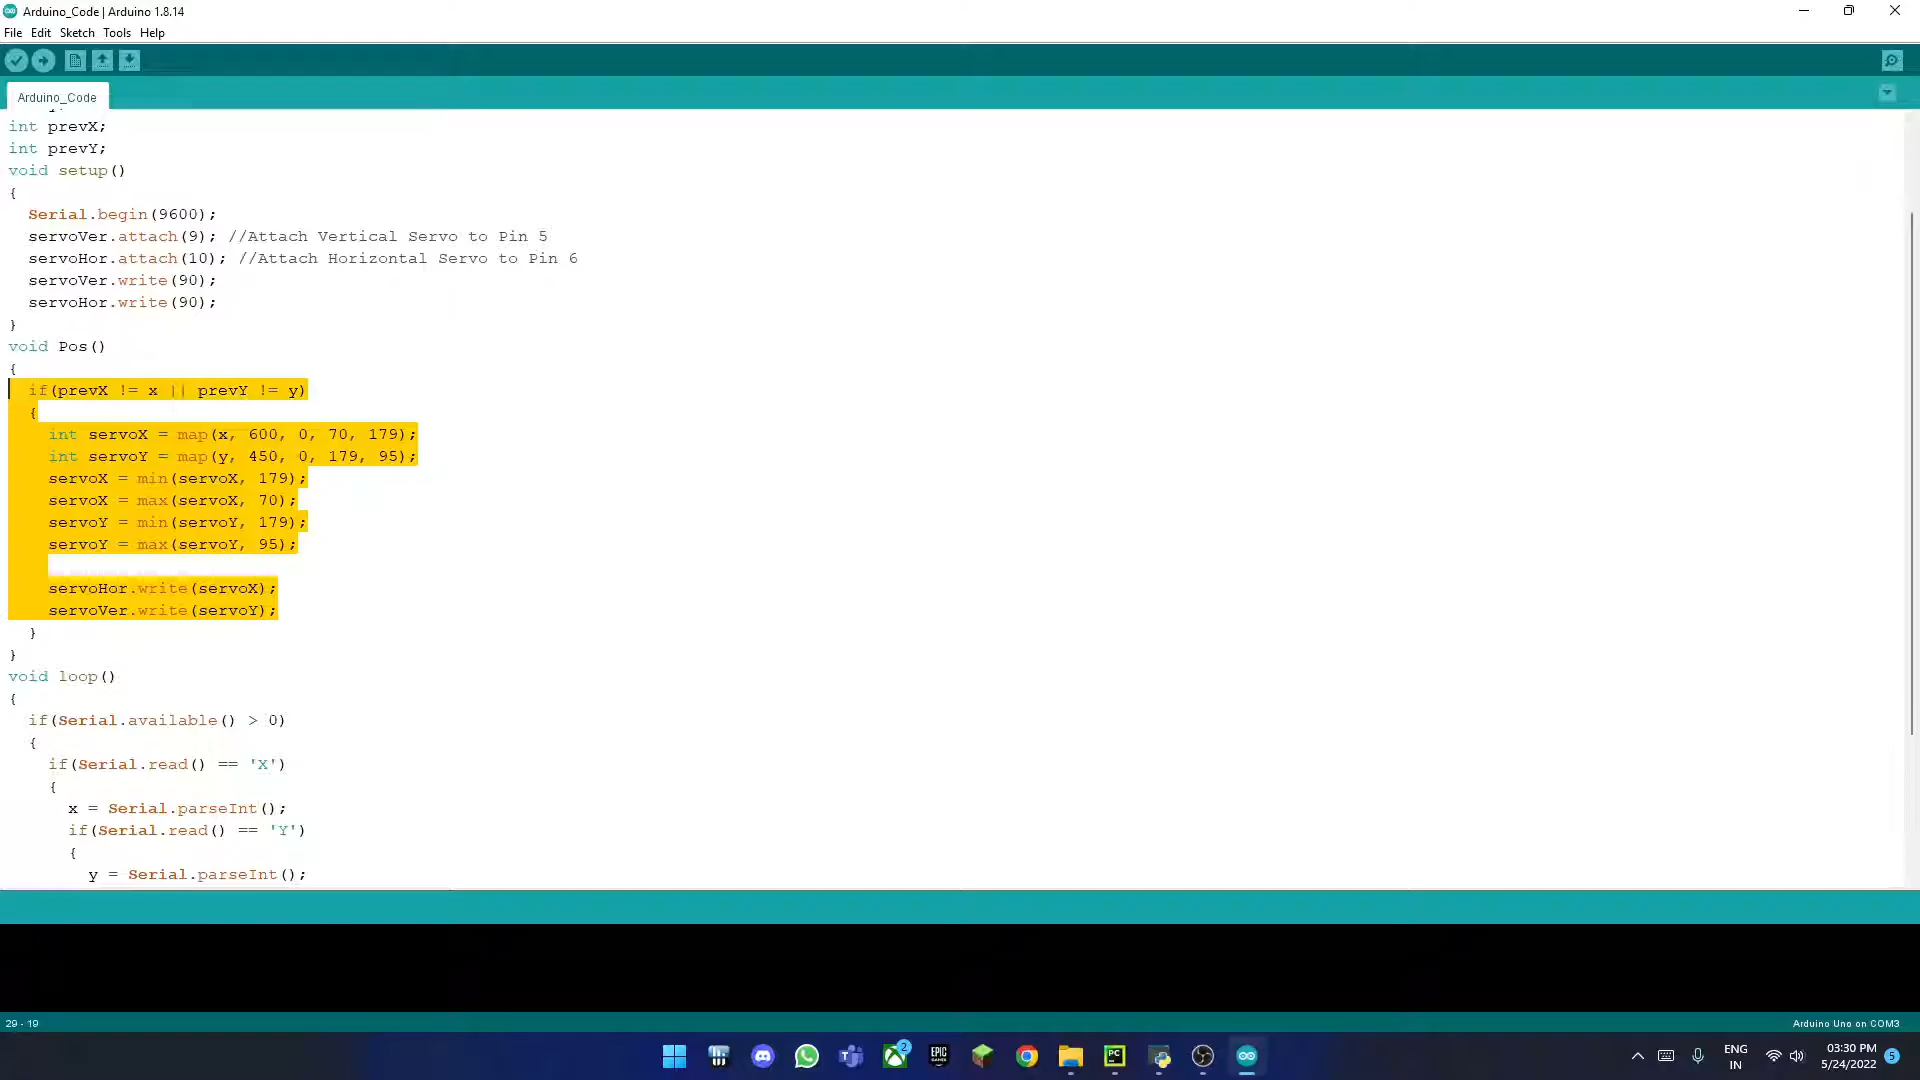 Arduino_Code | Arduino 1.8.14
File Edit Sketch Tools Help
Arduino_Code
int prevX;
int prevY;
void setup()
{
  Serial.begin(9600);
  servoVer.attach(9); //Attach Vertical Servo to Pin 5
  servoHor.attach(10); //Attach Horizontal Servo to Pin 6
  servoVer.write(90);
  servoHor.write(90);
}
void Pos()
{
  if(prevX != x || prevY != y)
  {
    int servoX = map(x, 600, 0, 70, 179);
    int servoY = map(y, 450, 0, 179, 95);
    servoX = min(servoX, 179);
    servoX = max(servoX, 70);
    servoY = min(servoY, 179);
    servoY = max(servoY, 95);
    servoHor.write(servoX);
    servoVer.write(servoY);
  }
}
void loop()
{
  if(Serial.available() > 0)
  {
    if(Serial.read() == 'X')
    {
      x = Serial.parseInt();
      if(Serial.read() == 'Y')
      {
        y = Serial.parseInt();
29 - 19
Arduino Uno on COM3
2
EPIC GAMES
PC
ENG
IN
03:30 PM
5/24/2022
5